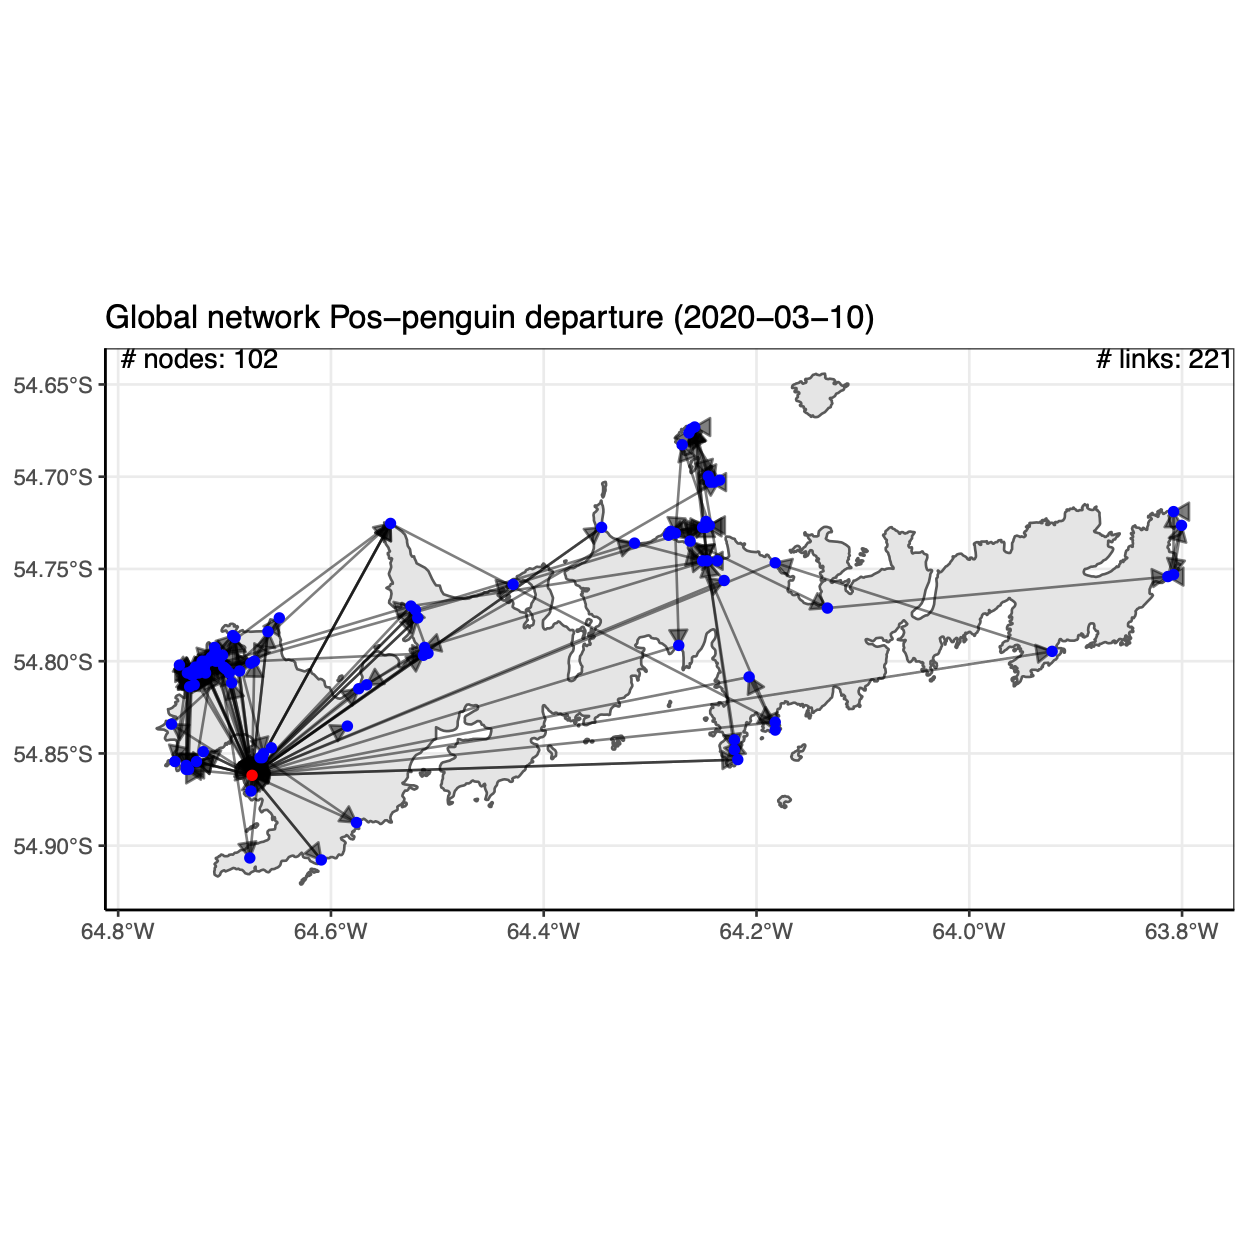 Global network Pos−penguin departure (2020−03−10)
# nodes: 102
# links: 221
54.65°S
54.70°S
54.75°S
54.80°S
54.85°S
54.90°S
64.8°W 64.6°W 64.4°W 64.2°W 64.0°W 63.8°W